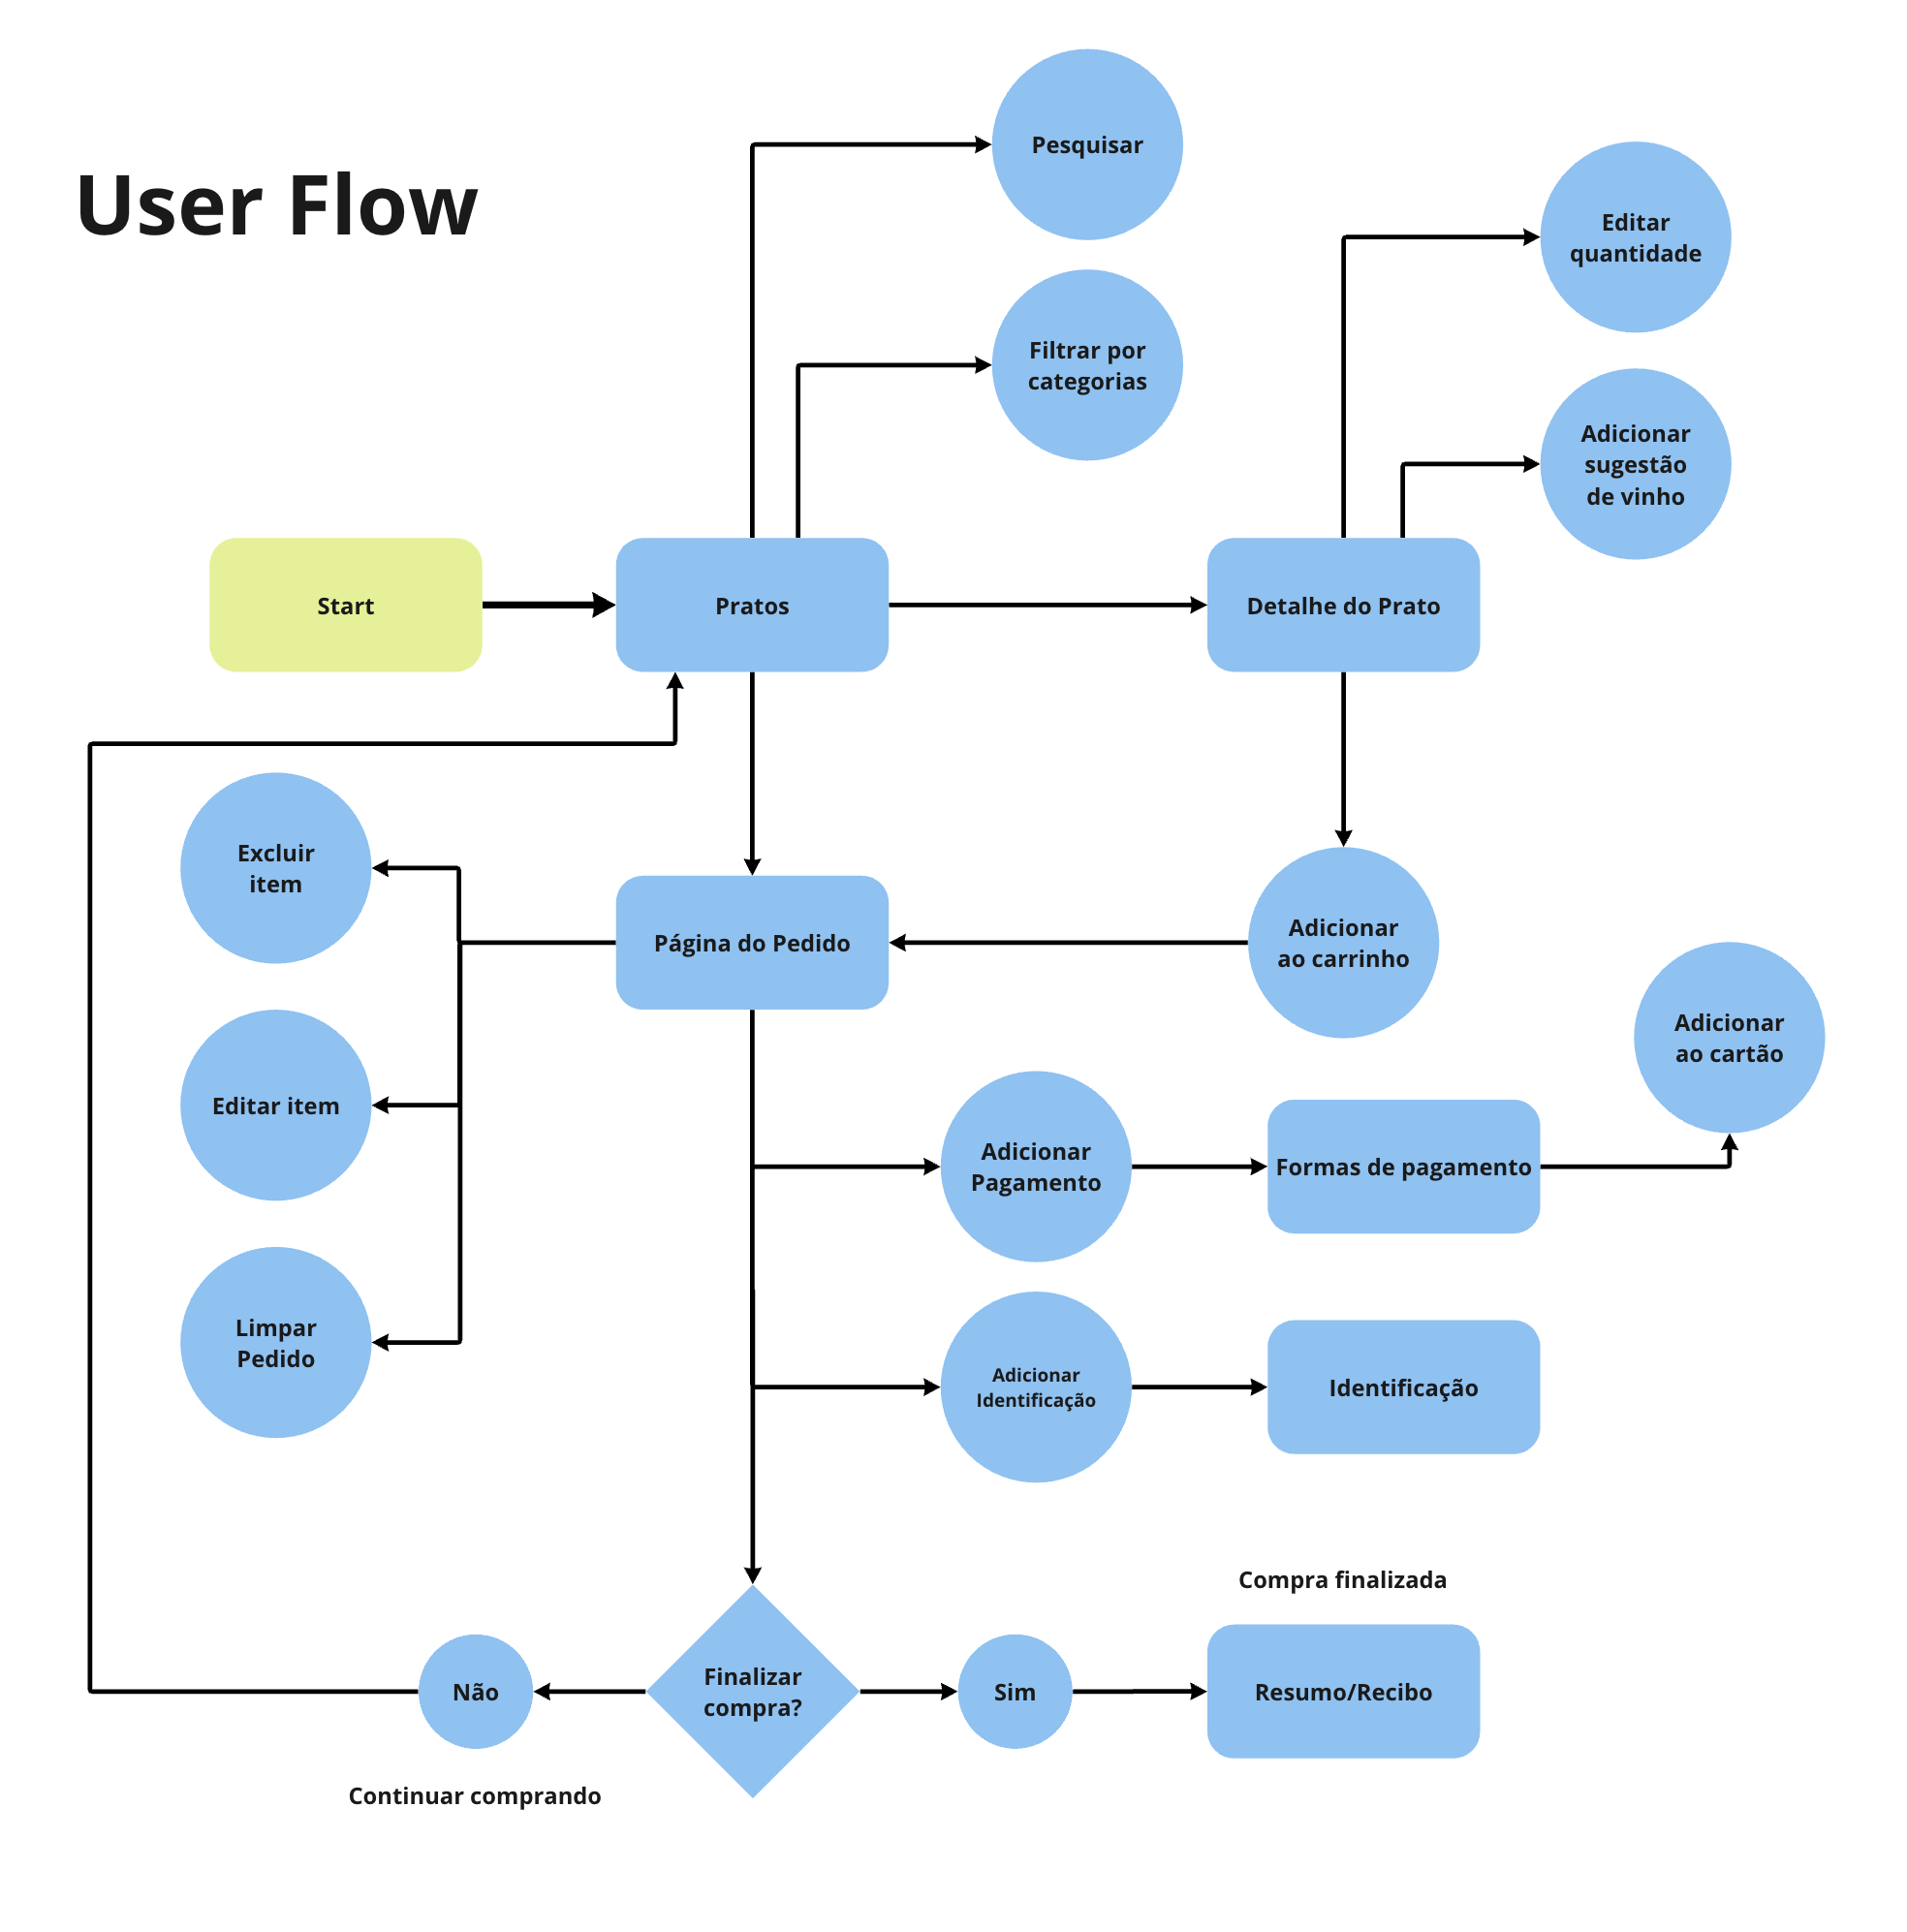 User Flow
Pesquisar
Editar
quantidade
Filtrar por
categorias
Adicionar
sugestão
de vinho
Start
Pratos
Detalhe do Prato
Excluir
item
Página do Pedido
Adicionar
ao carrinho
Adicionar
ao cartão
Editar item
Adicionar
Pagamento
Formas de pagamento
Limpar
Pedido
Adicionar
Identificação
Identificação
Compra finalizada
Não
Finalizar
compra?
Sim
Resumo/Recibo
Continuar comprando